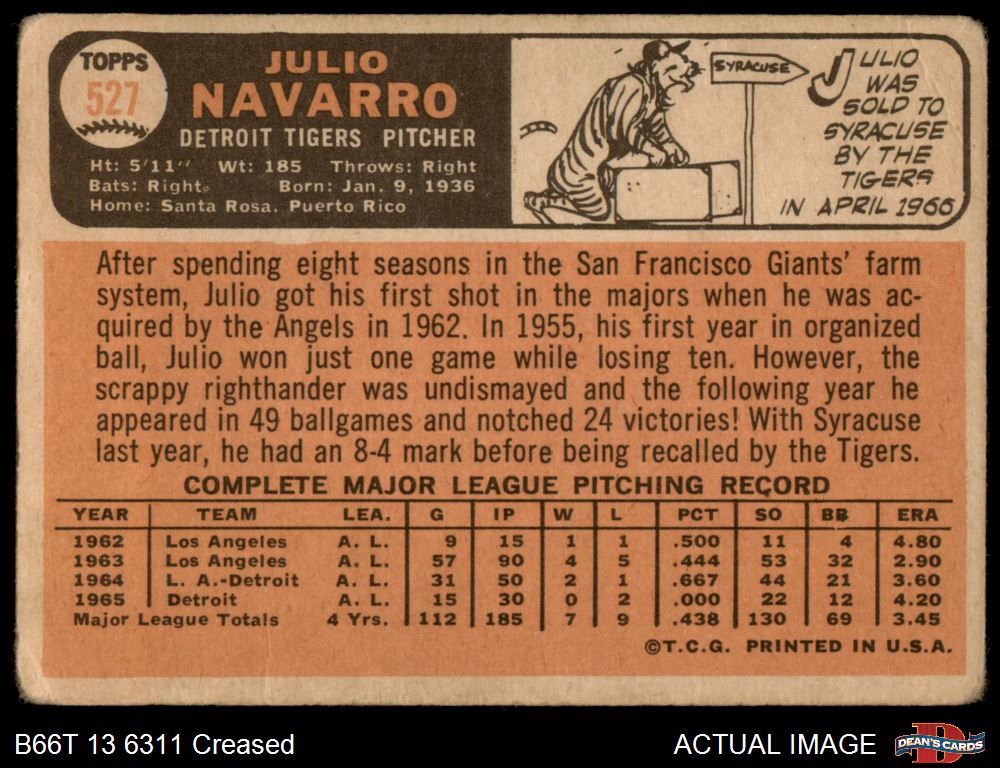 TOPPS
527
JULIO
NAVARRO
DETROIT TIGERS PITCHER
Ht: 5'11" Wt: 185 Throws: Right
Bats: Right Born: Jan. 9, 1936
Home: Santa Rosa, Puerto Rico
SYRACUSE
JULIO
WAS
SOLD TO
SYRACUSE
BY THE
TIGERS
IN APRIL 1966
After spending eight seasons in the San Francisco Giants' farm
system, Julio got his first shot in the majors when he was ac-
quired by the Angels in 1962. In 1955, his first year in organized
ball, Julio won just one game while losing ten. However, the
scrappy righthander was undismayed and the following year he
appeared in 49 ballgames and notched 24 victories! With Syracuse
last year, he had an 8-4 mark before being recalled by the Tigers.
COMPLETE MAJOR LEAGUE PITCHING RECORD
YEAR TEAM LEA. G IP W L PCT SO BB ERA
1962 Los Angeles A. L. 9 15 1 1 .500 11 4 4.80
1963 Los Angeles A. L. 57 90 4 5 .444 53 32 2.90
1964 L. A.-Detroit A. L. 31 50 2 1 .667 44 21 3.60
1965 Detroit A. L. 15 30 0 2 .000 22 12 4.20
Major League Totals 4 Yrs. 112 185 7 9 .438 130 69 3.45
©T.C.G. PRINTED IN U.S.A.
B66T 13 6311 Creased
ACTUAL IMAGE
DEAN'S CARDS